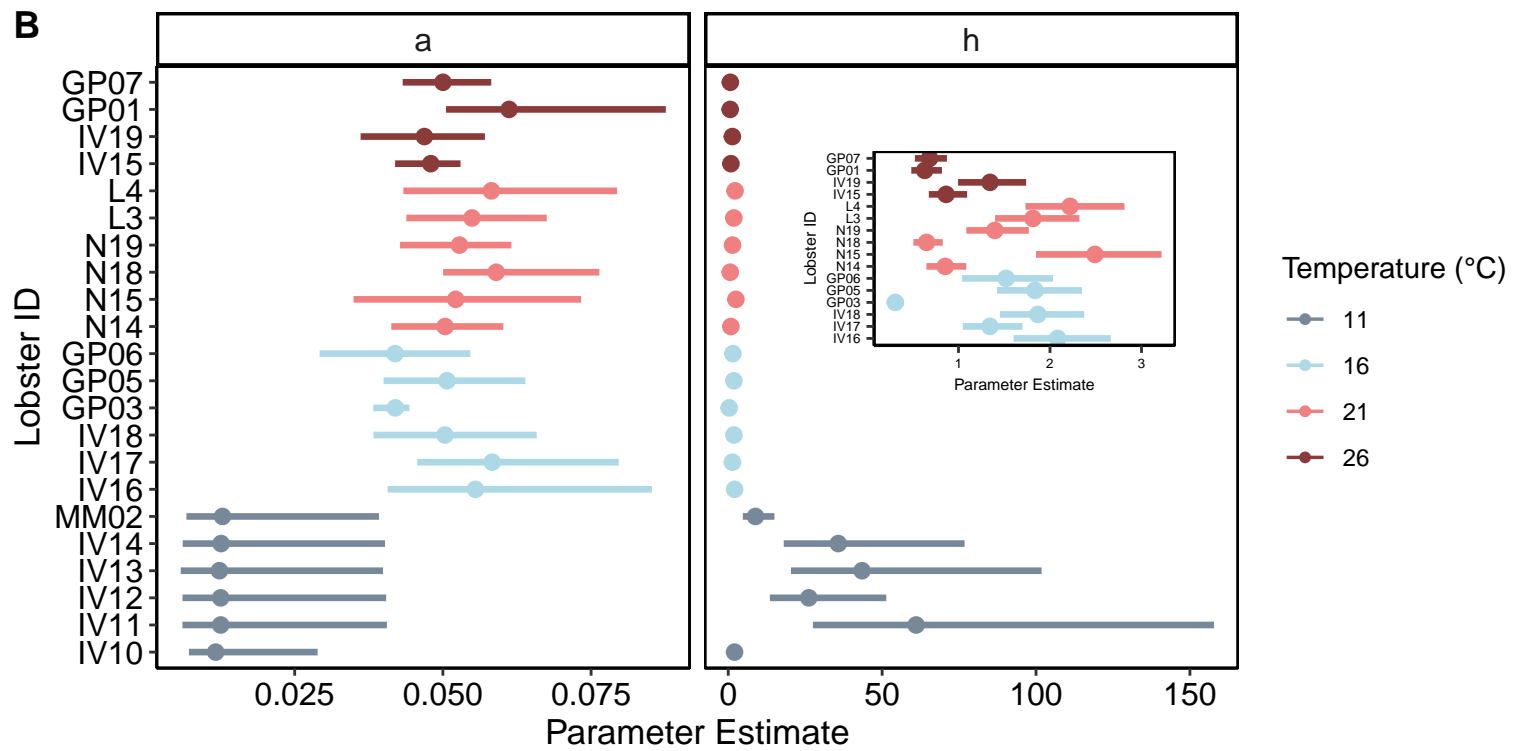 B
a
h
GP07
GP01
IV19
IV15
L4
L3
N19
N18
N15
N14
GP06
GP05
GP03
IV18
IV17
IV16
MM02
IV14
IV13
IV12
IV11
IV10
Lobster ID
0.025 0.050 0.075
0 50 100 150
Parameter Estimate
GP07
GP01
IV19
IV15
L4
L3
N19
N18
N15
N14
GP06
GP05
GP03
IV18
IV17
IV16
Lobster ID
1 2 3
Parameter Estimate
Temperature (°C)
11
16
21
26